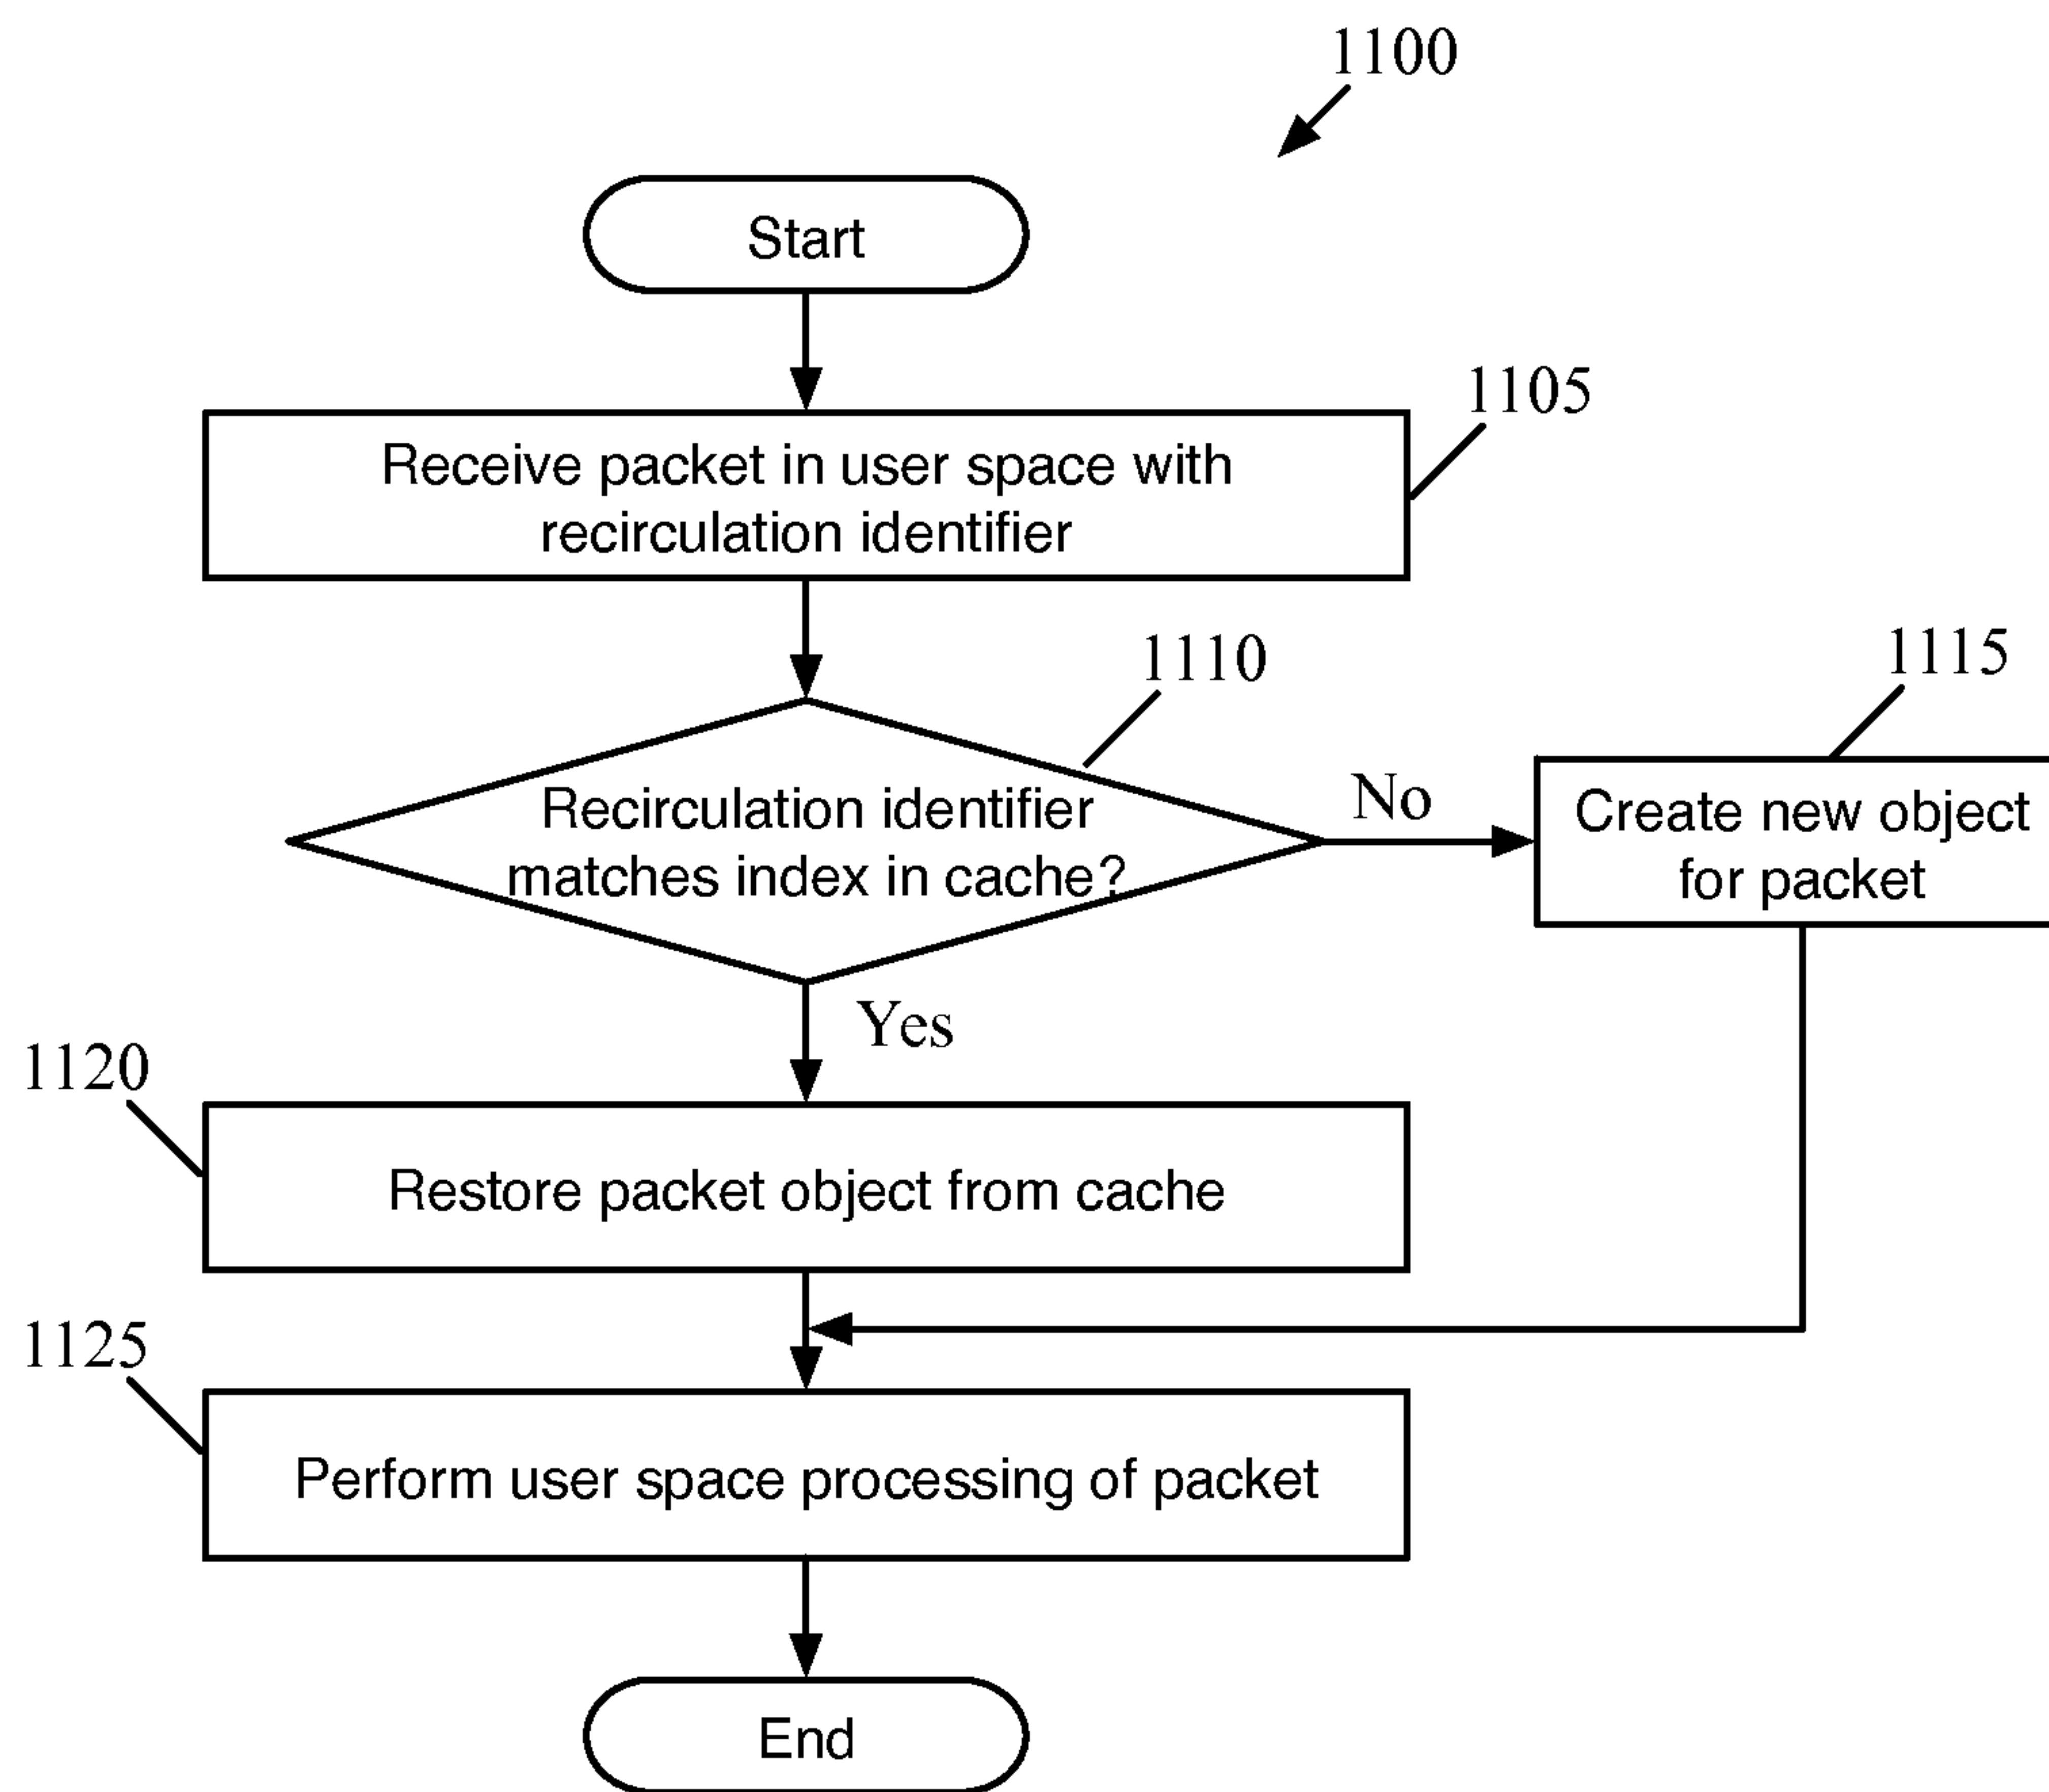 1100
Start
1105
Receive packet in user space with
recirculation identifier
1110
1115
Recirculation identifier
matches index in cache?
No
Create new object
for packet
Yes
1120
Restore packet object from cache
1125
Perform user space processing of packet
End